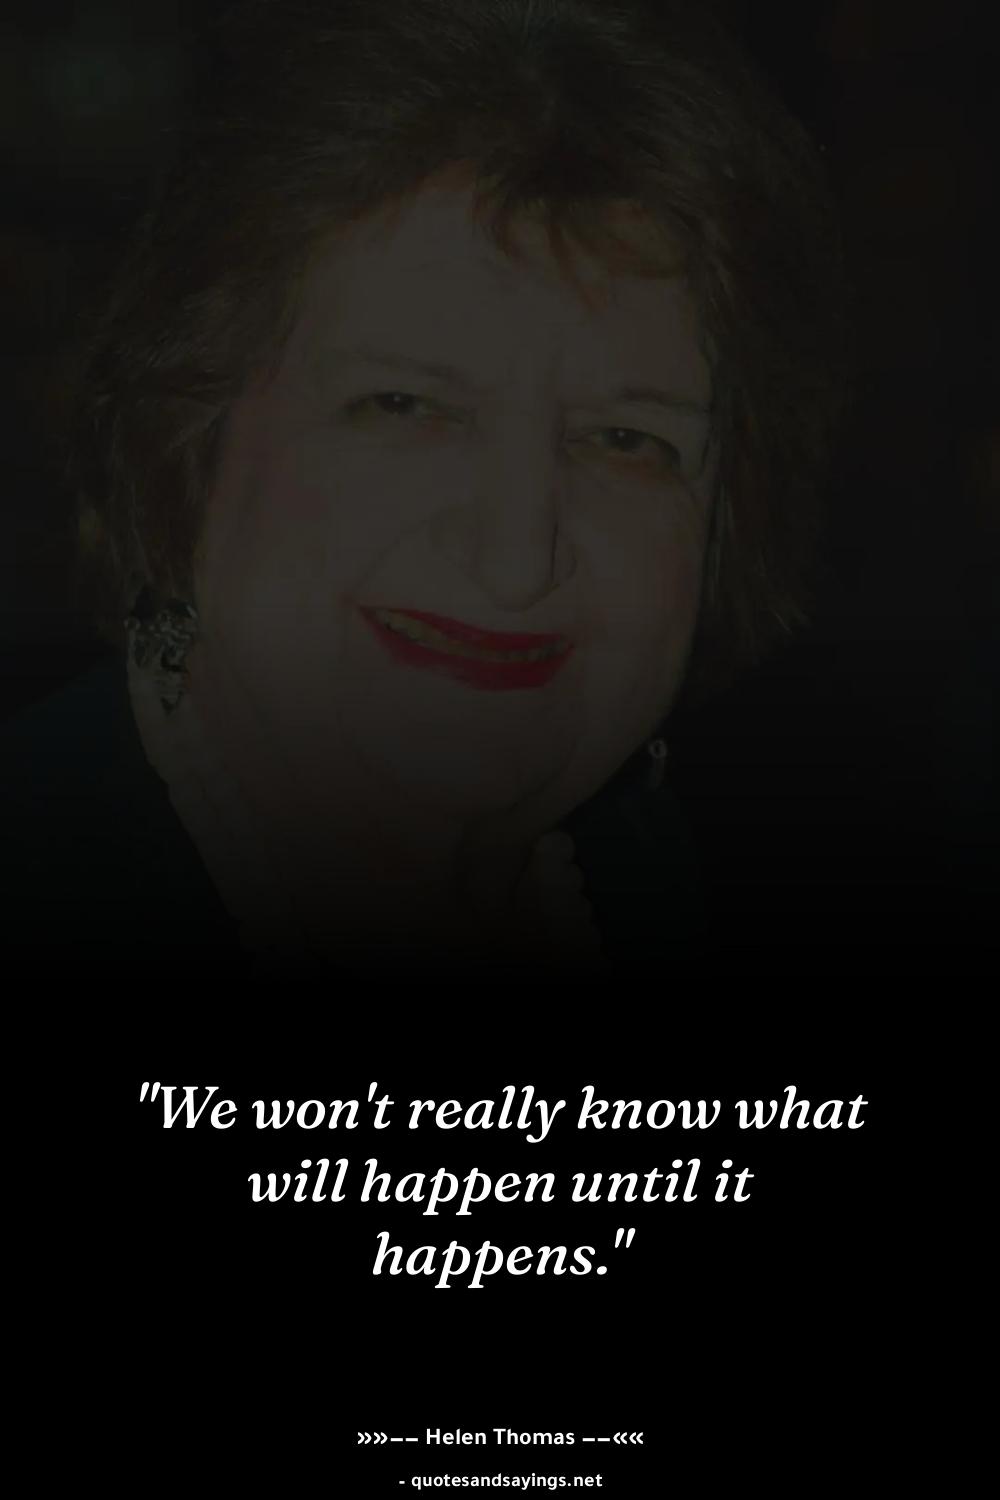 "We won't really know what
will happen until it
happens."
»»−− Helen Thomas −−««
- quotesandsayings.net